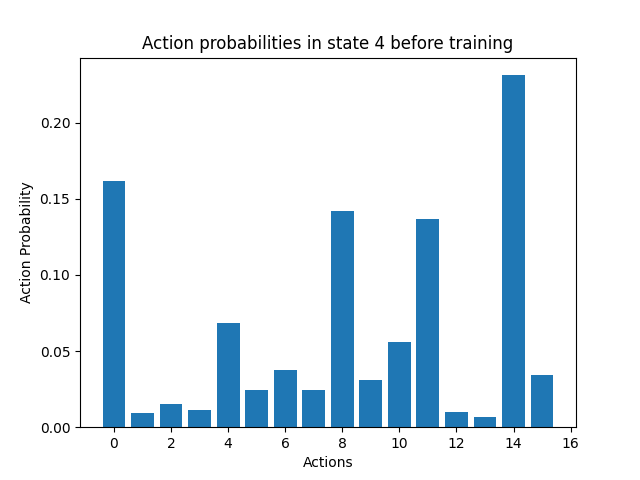 Action probabilities in state 4 before training
0.20
0.15
0.10
0.05
0.00
Action Probability
0 2 4 6 8 10 12 14 16
Actions